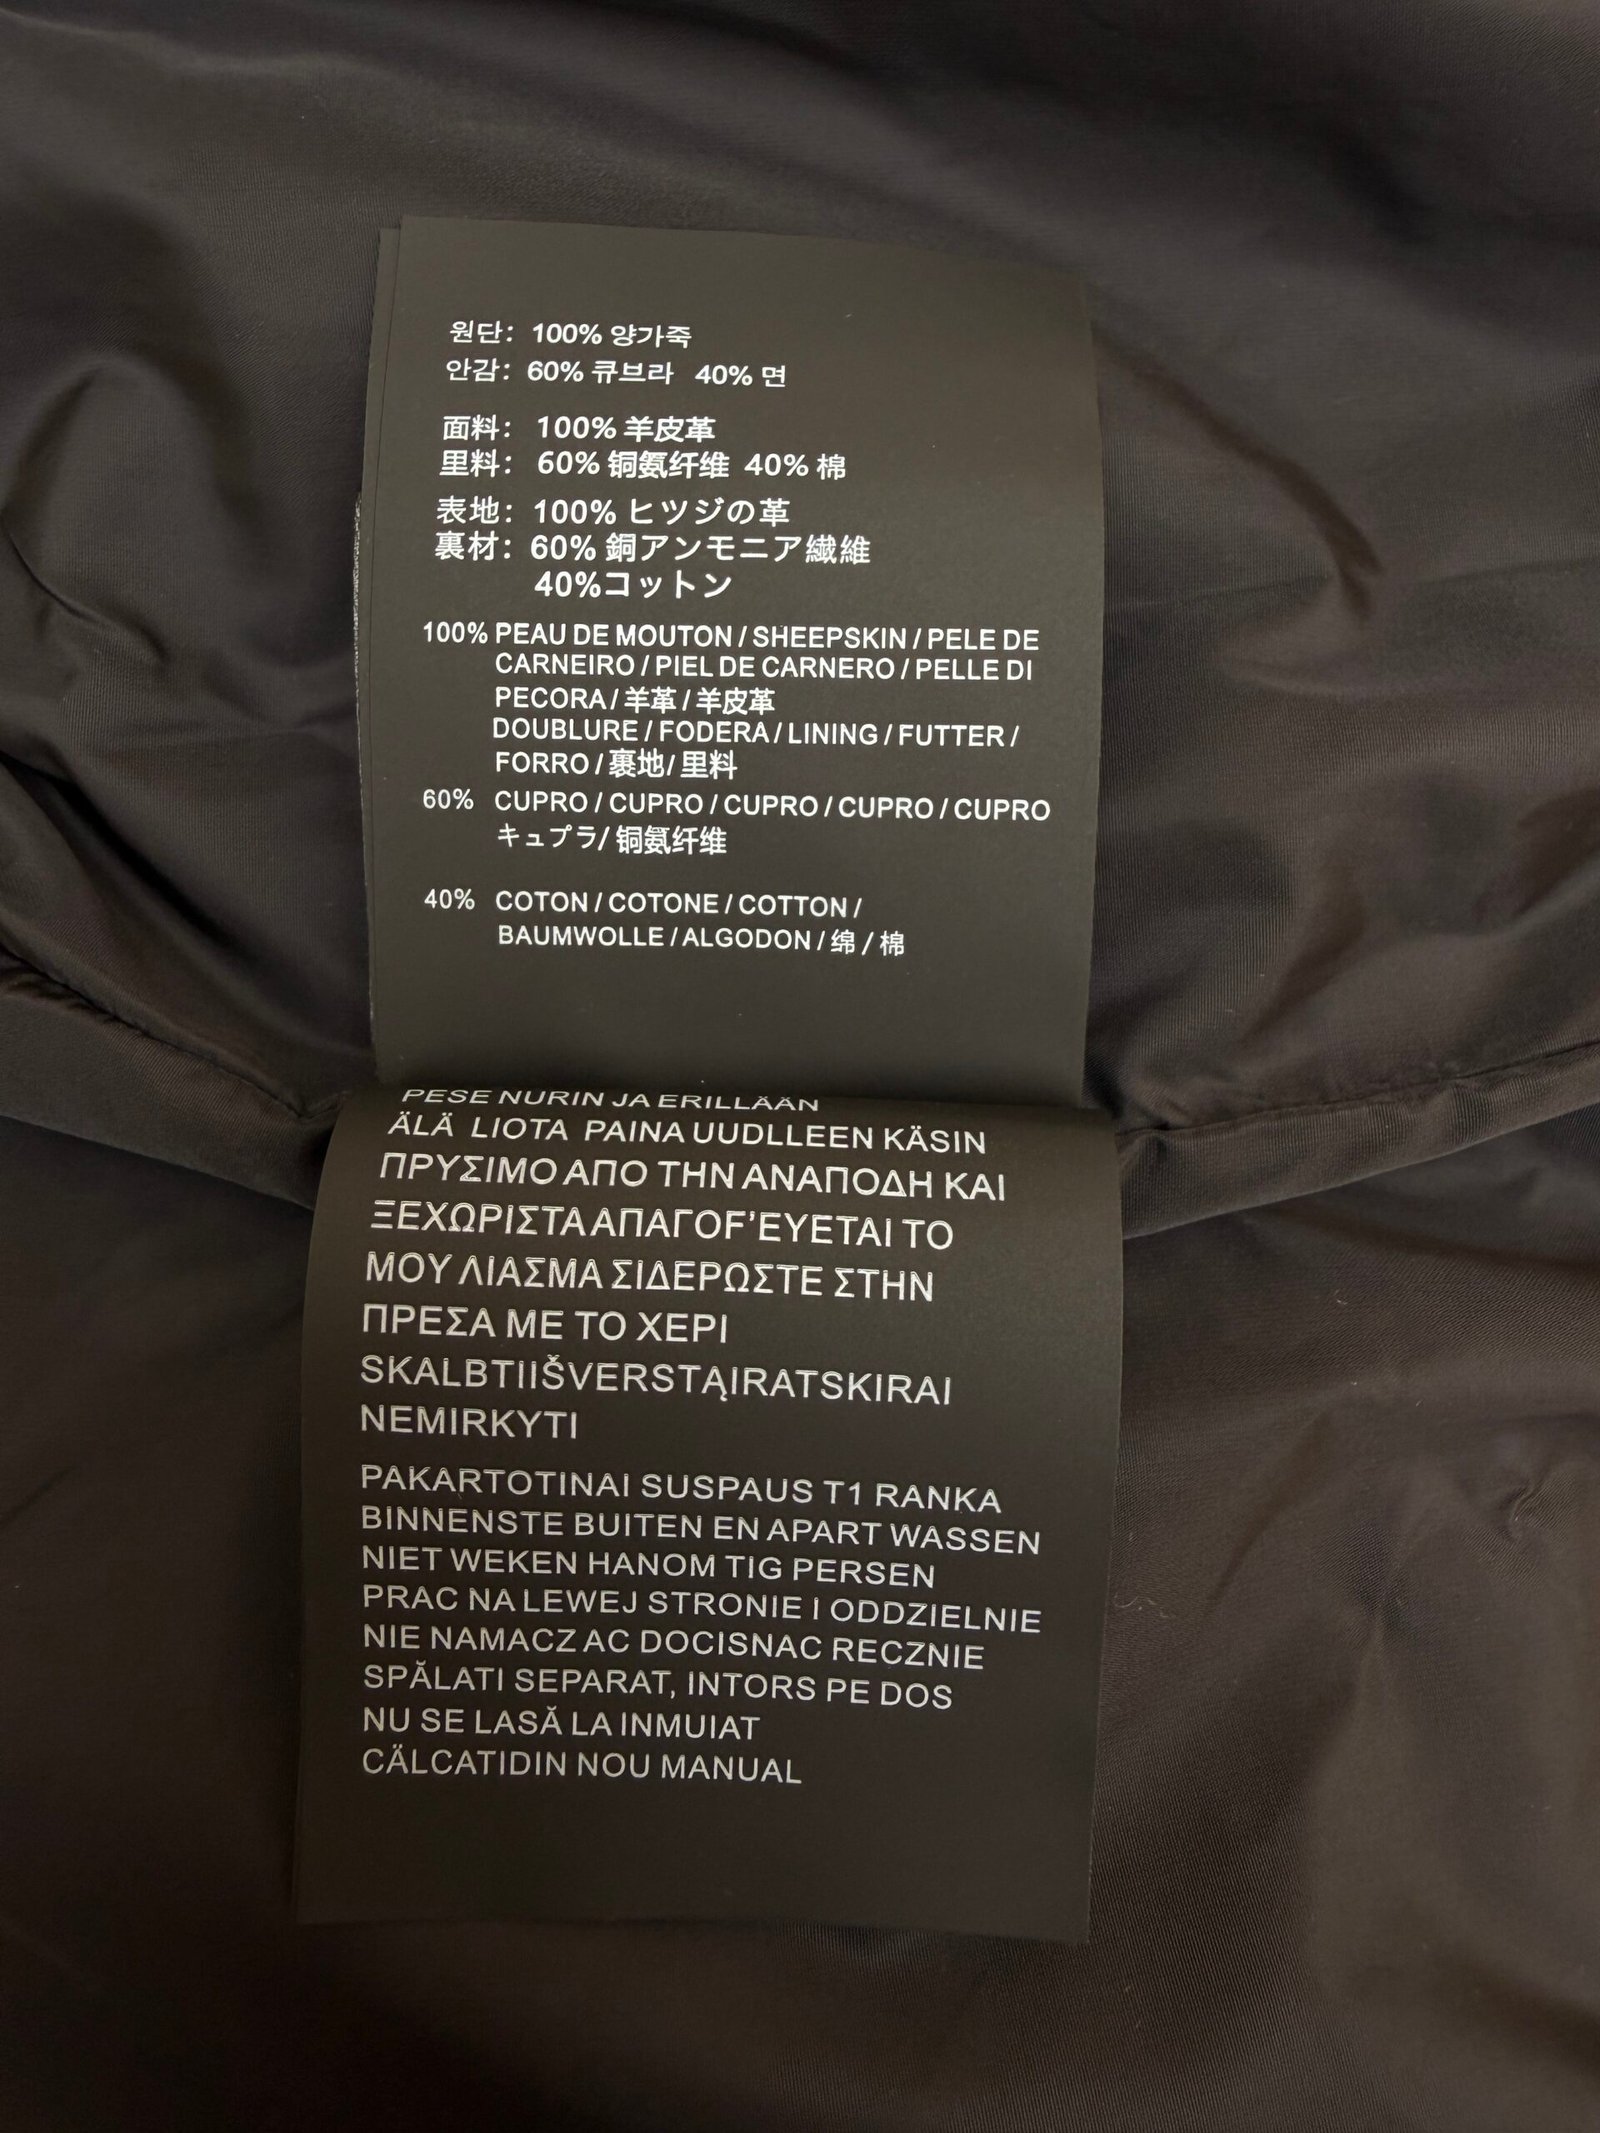 원단: 100% 양가죽
안감: 60% 큐브라 40% 면
面料: 100% 羊皮革
里料: 60% 铜氨纤维 40% 棉
表地: 100% ヒツジの革
裏材: 60% 銅アンモニア繊維
40%コットン
100% PEAU DE MOUTON / SHEEPSKIN / PELE DE
CARNEIRO / PIEL DE CARNERO / PELLE DI
PECORA / 羊革 / 羊皮革
DOUBLURE / FODERA / LINING / FUTTER /
FORRO / 裏地/ 里料
60% CUPRO / CUPRO / CUPRO / CUPRO / CUPRO
キュプラ/ 铜氨纤维
40% COTON / COTONE / COTTON /
BAUMWOLLE / ALGODON / 绵 / 棉
PESE NURIN JA ERILLÄÄN
ÄLÄ LIOTA PAINA UUDLLEEN KÄSIN
ΠΡΥΣΙΜΟ ΑΠΟ ΤΗΝ ΑΝΑΠΟΔΗ ΚΑΙ
ΞΕΧΩΡΙΣΤΑ ΑΠΑΓΟF'ΕΥΕΤΑΙ ΤΟ
ΜΟΥ ΛΙΑΣΜΑ ΣΙΔΕΡΩΣΤΕ ΣΤΗΝ
ΠΡΕΣΑ ΜΕ ΤΟ ΧΕΡΙ
SKALBTIIŠVERSTĄIRATSKIRAI
NEMIRKYTI
PAKARTOTINAI SUSPAUS T1 RANKA
BINNENSTE BUITEN EN APART WASSEN
NIET WEKEN HANOM TIG PERSEN
PRAC NA LEWEJ STRONIE I ODDZIELNIE
NIE NAMACZ AC DOCISNAC RECZNIE
SPĂLATI SEPARAT, INTORS PE DOS
NU SE LASĂ LA INMUIAT
CÄLCATIDIN NOU MANUAL